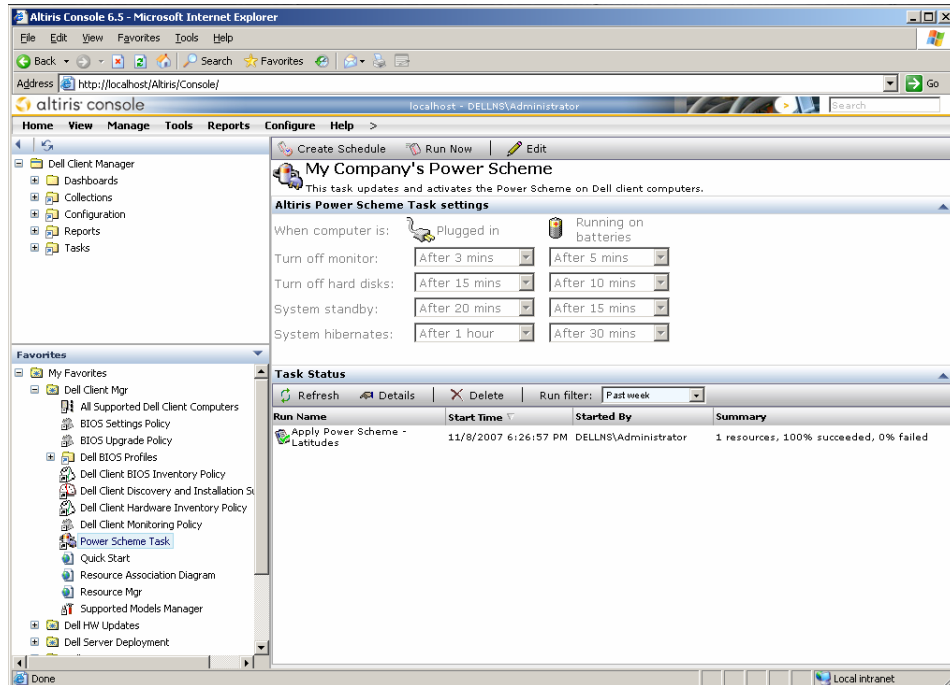 Altiris Console 6.5 - Microsoft Internet Explorer
File Edit View Favorites Tools Help
Back Search Favorites
Address http://localhost/Altiris/Console/ Go
altiris console localhost - DELLNS\Administrator Search
Home View Manage Tools Reports Configure Help >
Dell Client Manager
Dashboards
Collections
Configuration
Reports
Tasks
Favorites
My Favorites
Dell Client Mgr
All Supported Dell Client Computers
BIOS Settings Policy
BIOS Upgrade Policy
Dell BIOS Profiles
Dell Client BIOS Inventory Policy
Dell Client Discovery and Installation Su
Dell Client Hardware Inventory Policy
Dell Client Monitoring Policy
Power Scheme Task
Quick Start
Resource Association Diagram
Resource Mgr
Supported Models Manager
Dell HW Updates
Dell Server Deployment
Create Schedule Run Now Edit
My Company's Power Scheme
This task updates and activates the Power Scheme on Dell client computers.
Altiris Power Scheme Task settings
When computer is: Plugged in Running on batteries
Turn off monitor: After 3 mins After 5 mins
Turn off hard disks: After 15 mins After 10 mins
System standby: After 20 mins After 15 mins
System hibernates: After 1 hour After 30 mins
Task Status
Refresh Details Delete Run filter: Past week
Run Name Start Time Started By Summary
Apply Power Scheme - Latitudes 11/8/2007 6:26:57 PM DELLNS\Administrator 1 resources, 100% succeeded, 0% failed
Done Local intranet